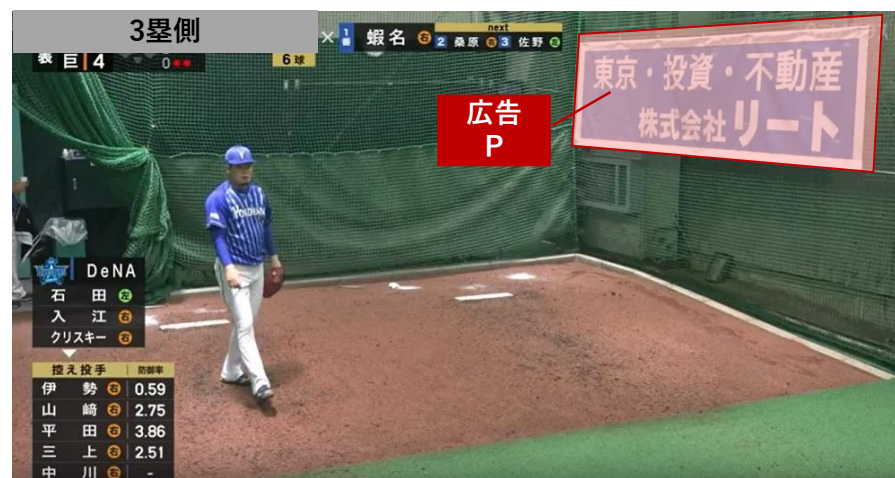 3塁側
表 巨 4 0
6球
1番 蝦名 右
next
2 桑原 右 3 佐野 左
東京・投資・不動産
株式会社リート
広告
P
YOKOHAMA
DeNA
石田 左
入江 右
クリスキー 右
控え投手 防御率
伊勢 右 0.59
山﨑 右 2.75
平田 右 3.86
三上 右 2.51
中川 右 -